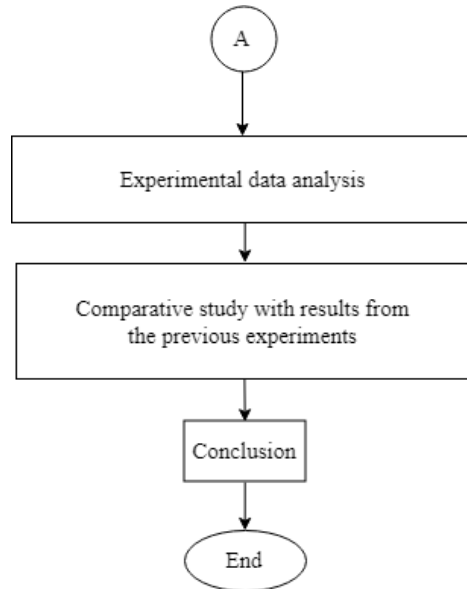 A
Experimental data analysis
Comparative study with results from
the previous experiments
Conclusion
End